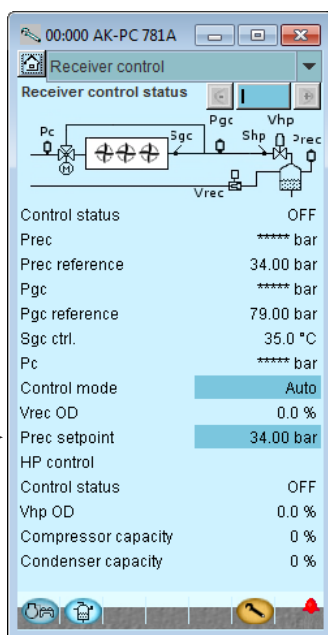 00:000 AK-PC 781A
Receiver control
Receiver control status
Pc
Sgc
Pgc
Shp
Vhp
Prec
M
Vrec
Control status OFF
Prec ***** bar
Prec reference 34.00 bar
Pgc ***** bar
Pgc reference 79.00 bar
Sgc ctrl. 35.0 °C
Pc ***** bar
Control mode Auto
Vrec OD 0.0 %
Prec setpoint 34.00 bar
HP control
Control status OFF
Vhp OD 0.0 %
Compressor capacity 0 %
Condenser capacity 0 %